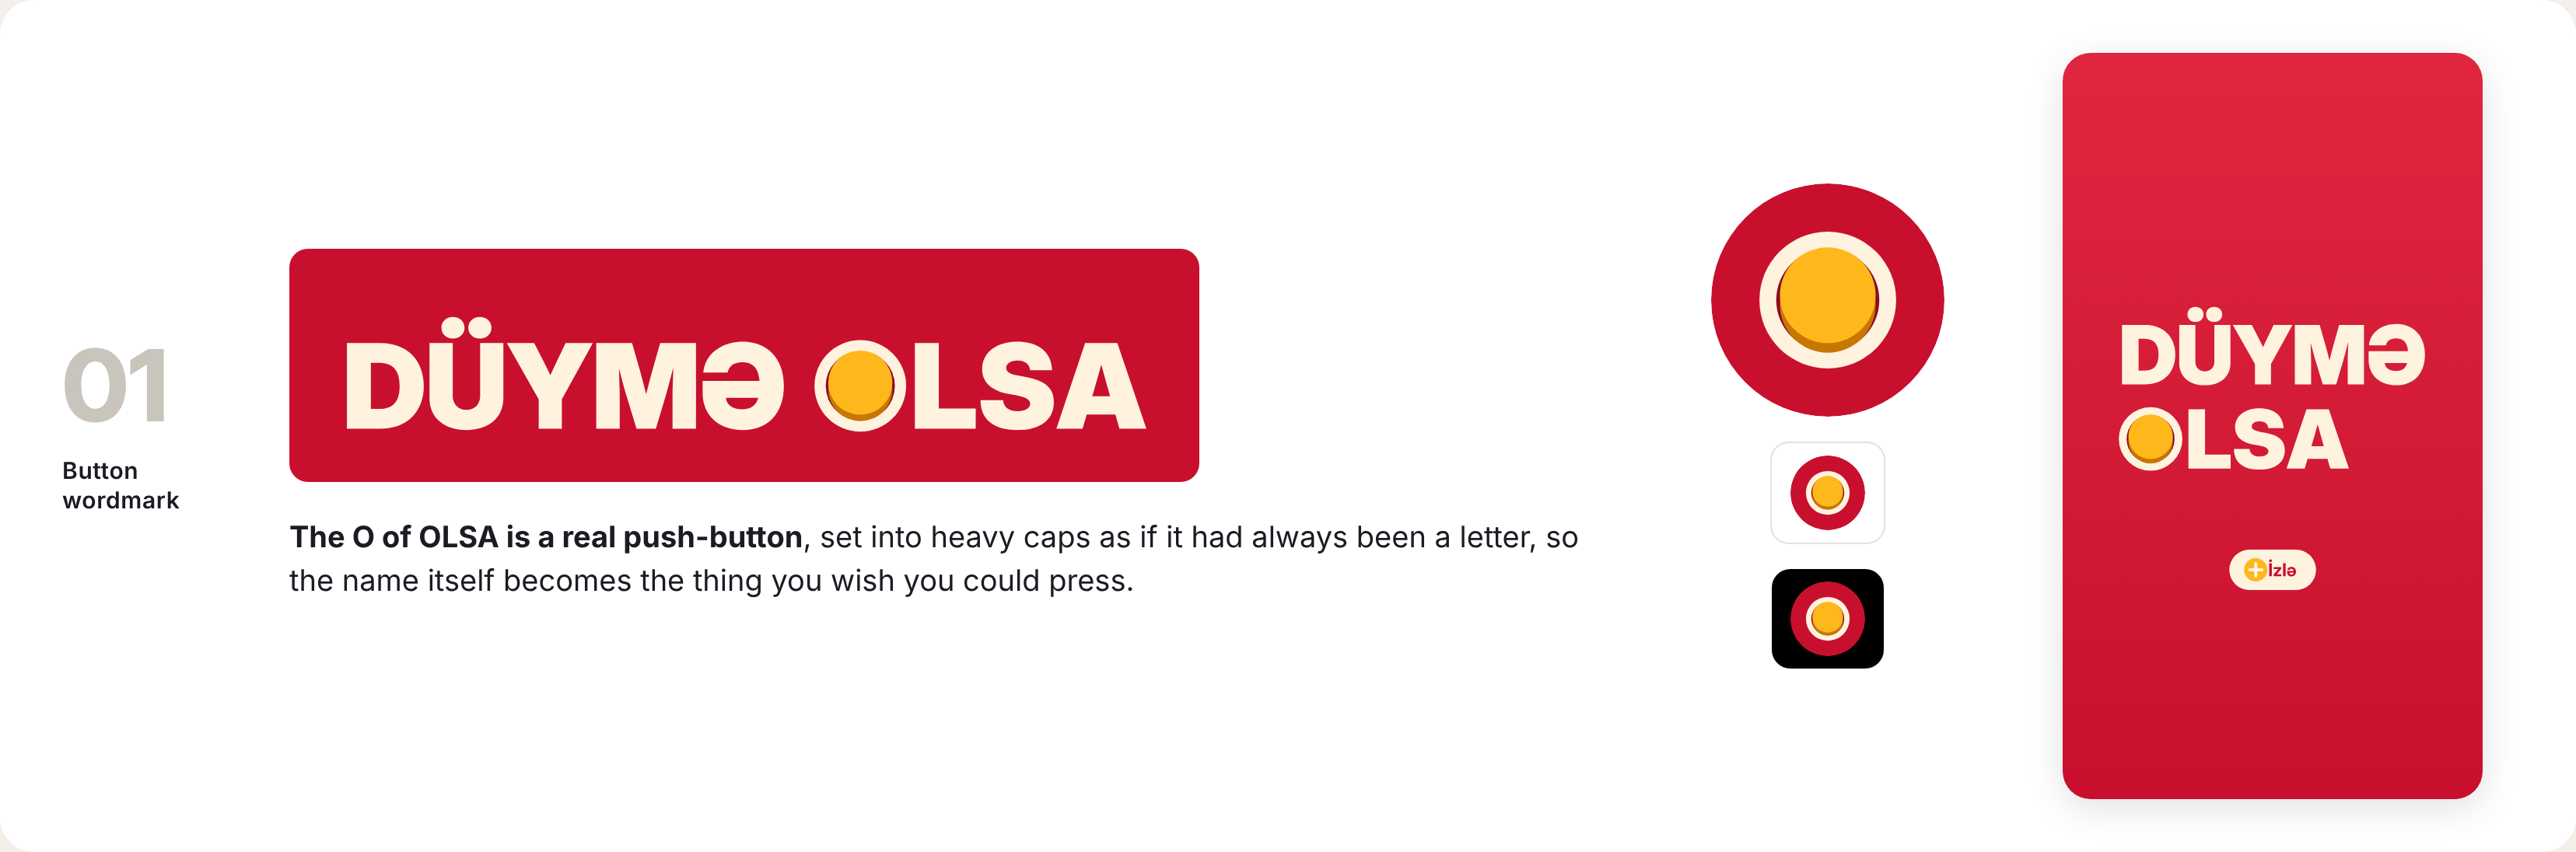 01
Button
wordmark
DÜYMƏ OLSA
The O of OLSA is a real push-button, set into heavy caps as if it had always been a letter, so
the name itself becomes the thing you wish you could press.
DÜYMƏ
OLSA
İzlə